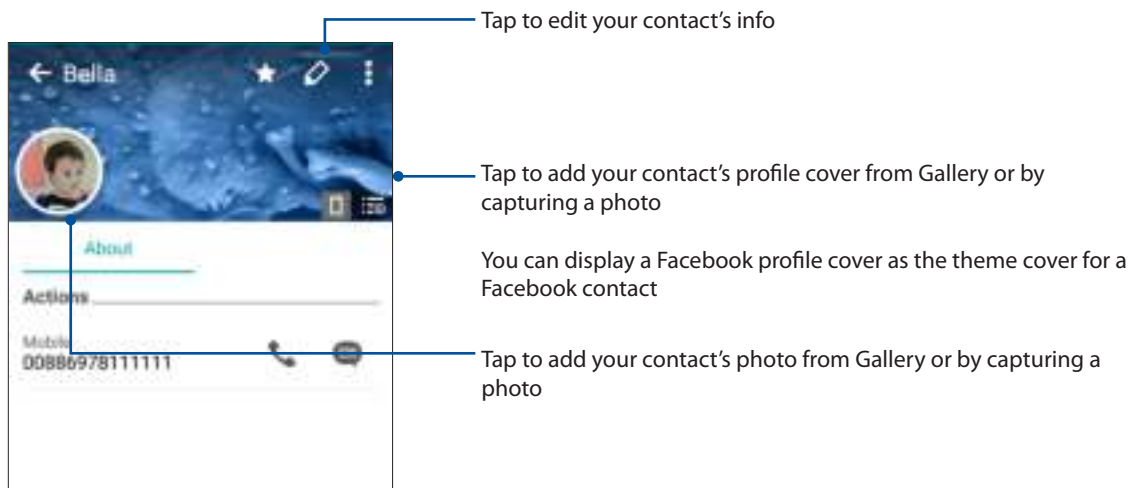 Tap to edit your contact’s info
Bella
Tap to add your contact’s profile cover from Gallery or by
capturing a photo
You can display a Facebook profile cover as the theme cover for a
Facebook contact
About
Actions
Mobile
00886978111111
Tap to add your contact’s photo from Gallery or by capturing a
photo